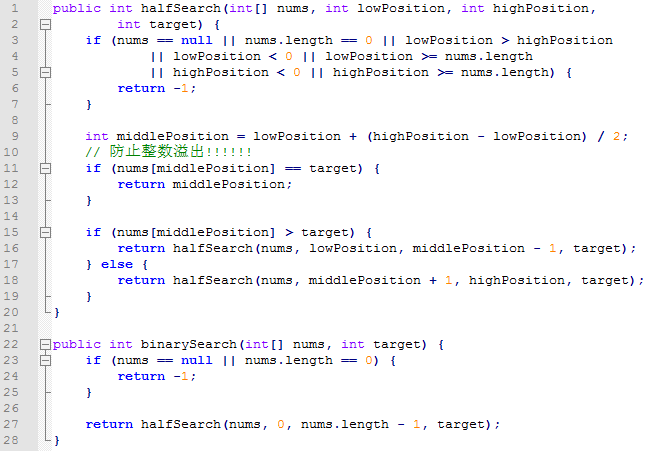 1 public int halfSearch(int[] nums, int lowPosition, int highPosition,
2         int target) {
3     if (nums == null || nums.length == 0 || lowPosition > highPosition
4             || lowPosition < 0 || lowPosition >= nums.length
5             || highPosition < 0 || highPosition >= nums.length) {
6         return -1;
7     }
8
9     int middlePosition = lowPosition + (highPosition - lowPosition) / 2;
10     // 防止整数溢出!!!!!!
11     if (nums[middlePosition] == target) {
12         return middlePosition;
13     }
14
15     if (nums[middlePosition] > target) {
16         return halfSearch(nums, lowPosition, middlePosition - 1, target);
17     } else {
18         return halfSearch(nums, middlePosition + 1, highPosition, target);
19     }
20 }
21
22 public int binarySearch(int[] nums, int target) {
23     if (nums == null || nums.length == 0) {
24         return -1;
25     }
26
27     return halfSearch(nums, 0, nums.length - 1, target);
28 }